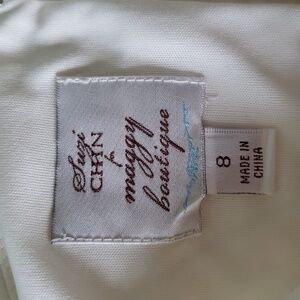 Suzi
CHIN
for
maggy
boutique
8
MADE IN
CHINA